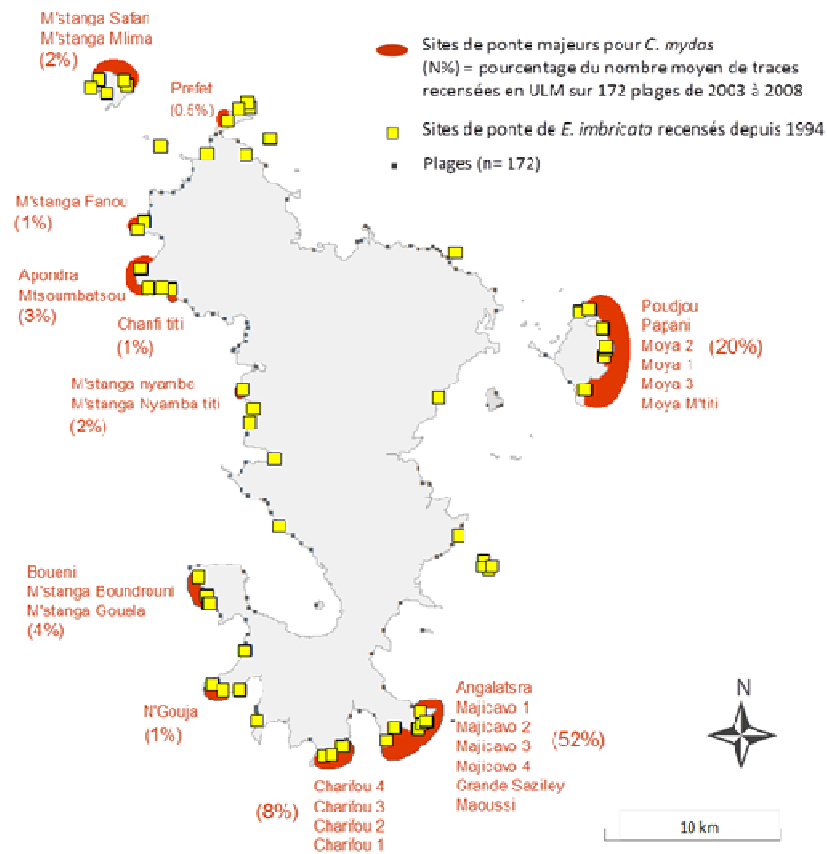 M'stanga Safari
M'stanga Mlima
(2%)
Prefet
(0.5%)
Sites de ponte majeurs pour C. mydas
(N%) = pourcentage du nombre moyen de traces
recensées en ULM sur 172 plages de 2003 à 2008
Sites de ponte de E. imbricata recensés depuis 1994
Plages (n= 172)
M'stanga Fanou
(1%)
Apondra
Mtsoumbatsou
(3%)
Chanfi titi
(1%)
M'stanga nyambe
M'stanga Nyamba titi
(2%)
Poudjou
Papani
Moya 2
Moya 1
Moya 3
Moya M'titi
(20%)
Boueni
M'stanga Boundrouni
M'stanga Gouela
(4%)
N'Gouja
(1%)
Angalatsra
Majicavo 1
Majicavo 2
Majicavo 3
Majicavo 4
Grande Saziley
Maoussi
(52%)
(8%)
Charifou 4
Charifou 3
Charifou 2
Charifou 1
N
10 km